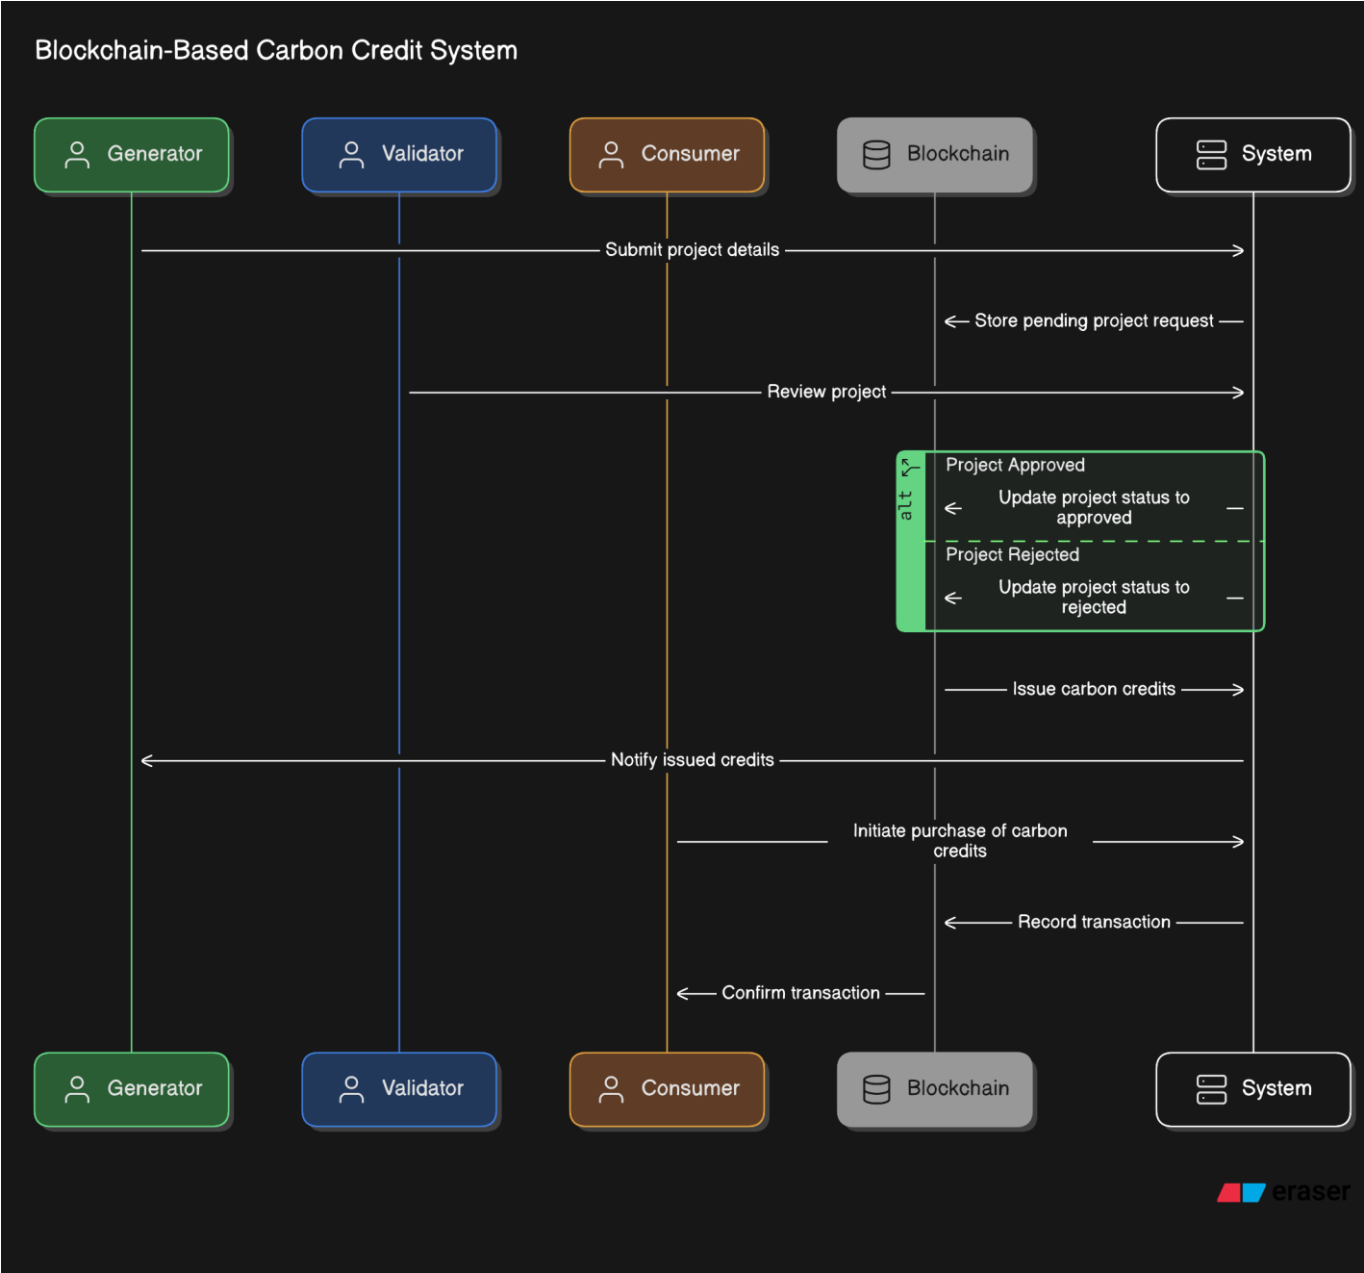 Blockchain-Based Carbon Credit System
Generator
Validator
Consumer
Blockchain
System
Submit project details
Store pending project request
Review project
alt
Project Approved
Update project status to
approved
Project Rejected
Update project status to
rejected
Issue carbon credits
Notify issued credits
Initiate purchase of carbon
credits
Record transaction
Confirm transaction
Generator
Validator
Consumer
Blockchain
System
eraser